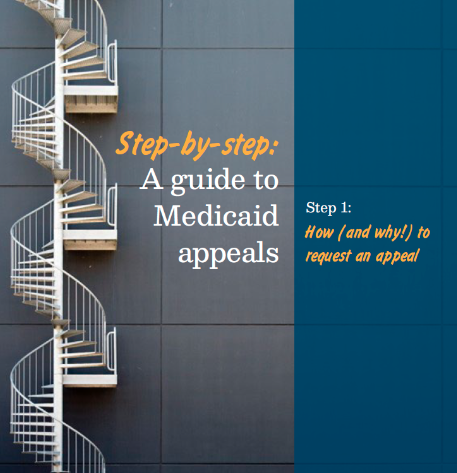 Step-by-step:
A guide to
Medicaid
appeals
Step 1:
How (and why!) to
request an appeal